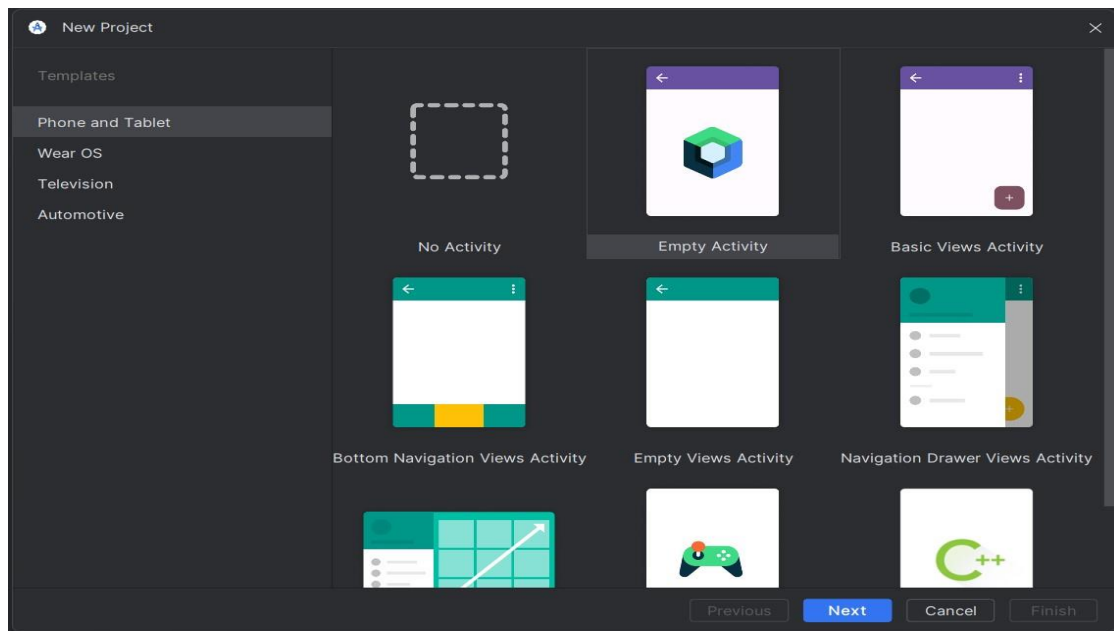 New Project
Templates
Phone and Tablet
Wear OS
Television
Automotive
No Activity
Empty Activity
Basic Views Activity
Bottom Navigation Views Activity
Empty Views Activity
Navigation Drawer Views Activity
C++
Previous
Next
Cancel
Finish